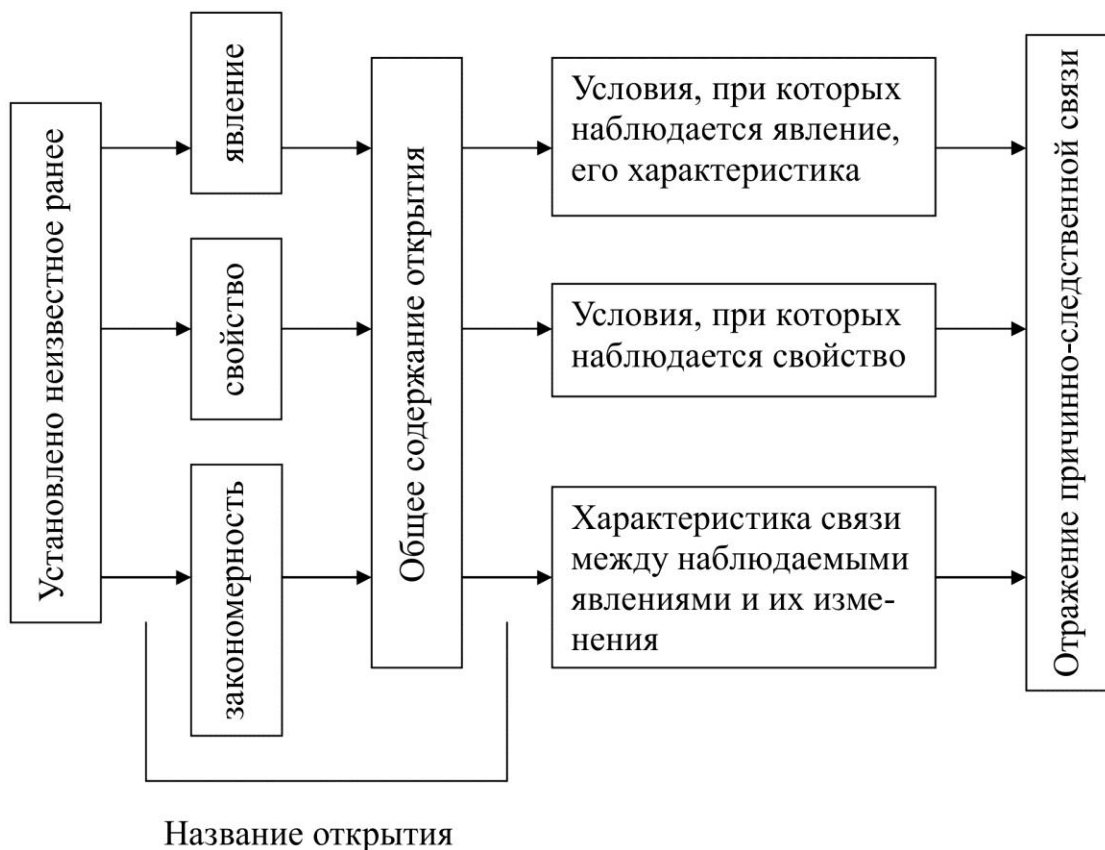 Установлено неизвестное ранее
явление
свойство
закономерность
Общее содержание открытия
Условия, при которых
наблюдается явление,
его характеристика
Условия, при которых
наблюдается свойство
Характеристика связи
между наблюдаемыми
явлениями и их изме-
нения
Отражение причинно-следственной связи
Название открытия